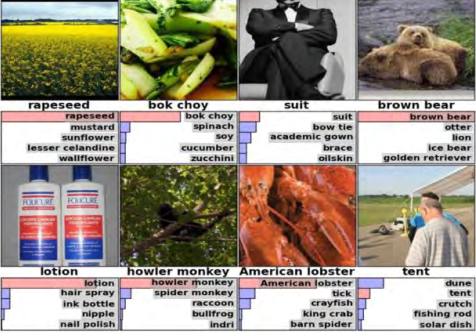 rapeseed
rapeseed
mustard
sunflower
lesser celandine
wallflower
bok choy
bok choy
spinach
soy
cucumber
zucchini
suit
suit
bow tie
academic gown
brace
oilskin
brown bear
brown bear
otter
lion
ice bear
golden retriever
FOLICURÉ
FOLICURÉ
lotion
lotion
hair spray
ink bottle
nipple
nail polish
howler monkey
howler monkey
spider monkey
raccoon
bullfrog
indri
American lobster
American lobster
tick
crayfish
king crab
barn spider
tent
dune
tent
crutch
fishing rod
solar dish